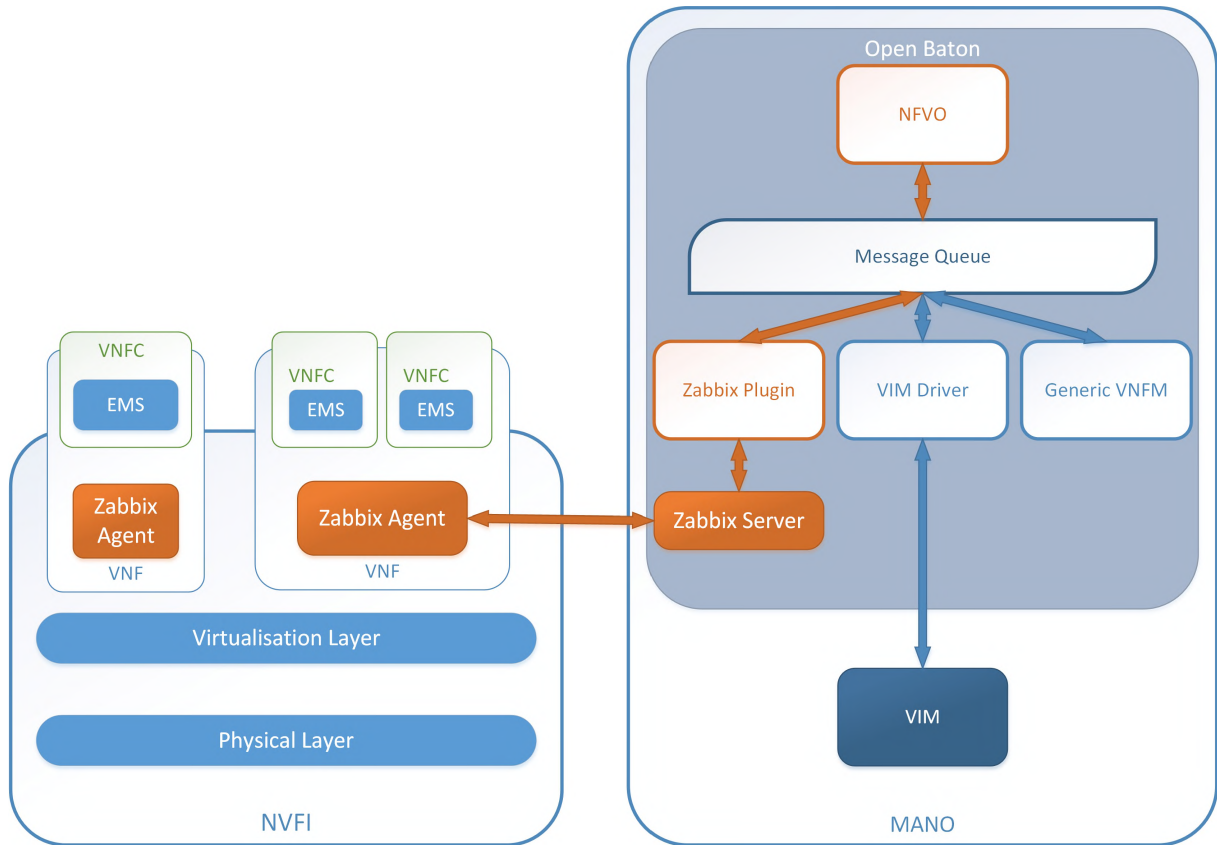 Open Baton
NFVO
Message Queue
Zabbix Plugin
VIM Driver
Generic VNFM
Zabbix Server
VIM
MANO
VNFC
EMS
Zabbix
Agent
VNF
VNFC
EMS
VNFC
EMS
Zabbix Agent
VNF
Virtualisation Layer
Physical Layer
NVFI